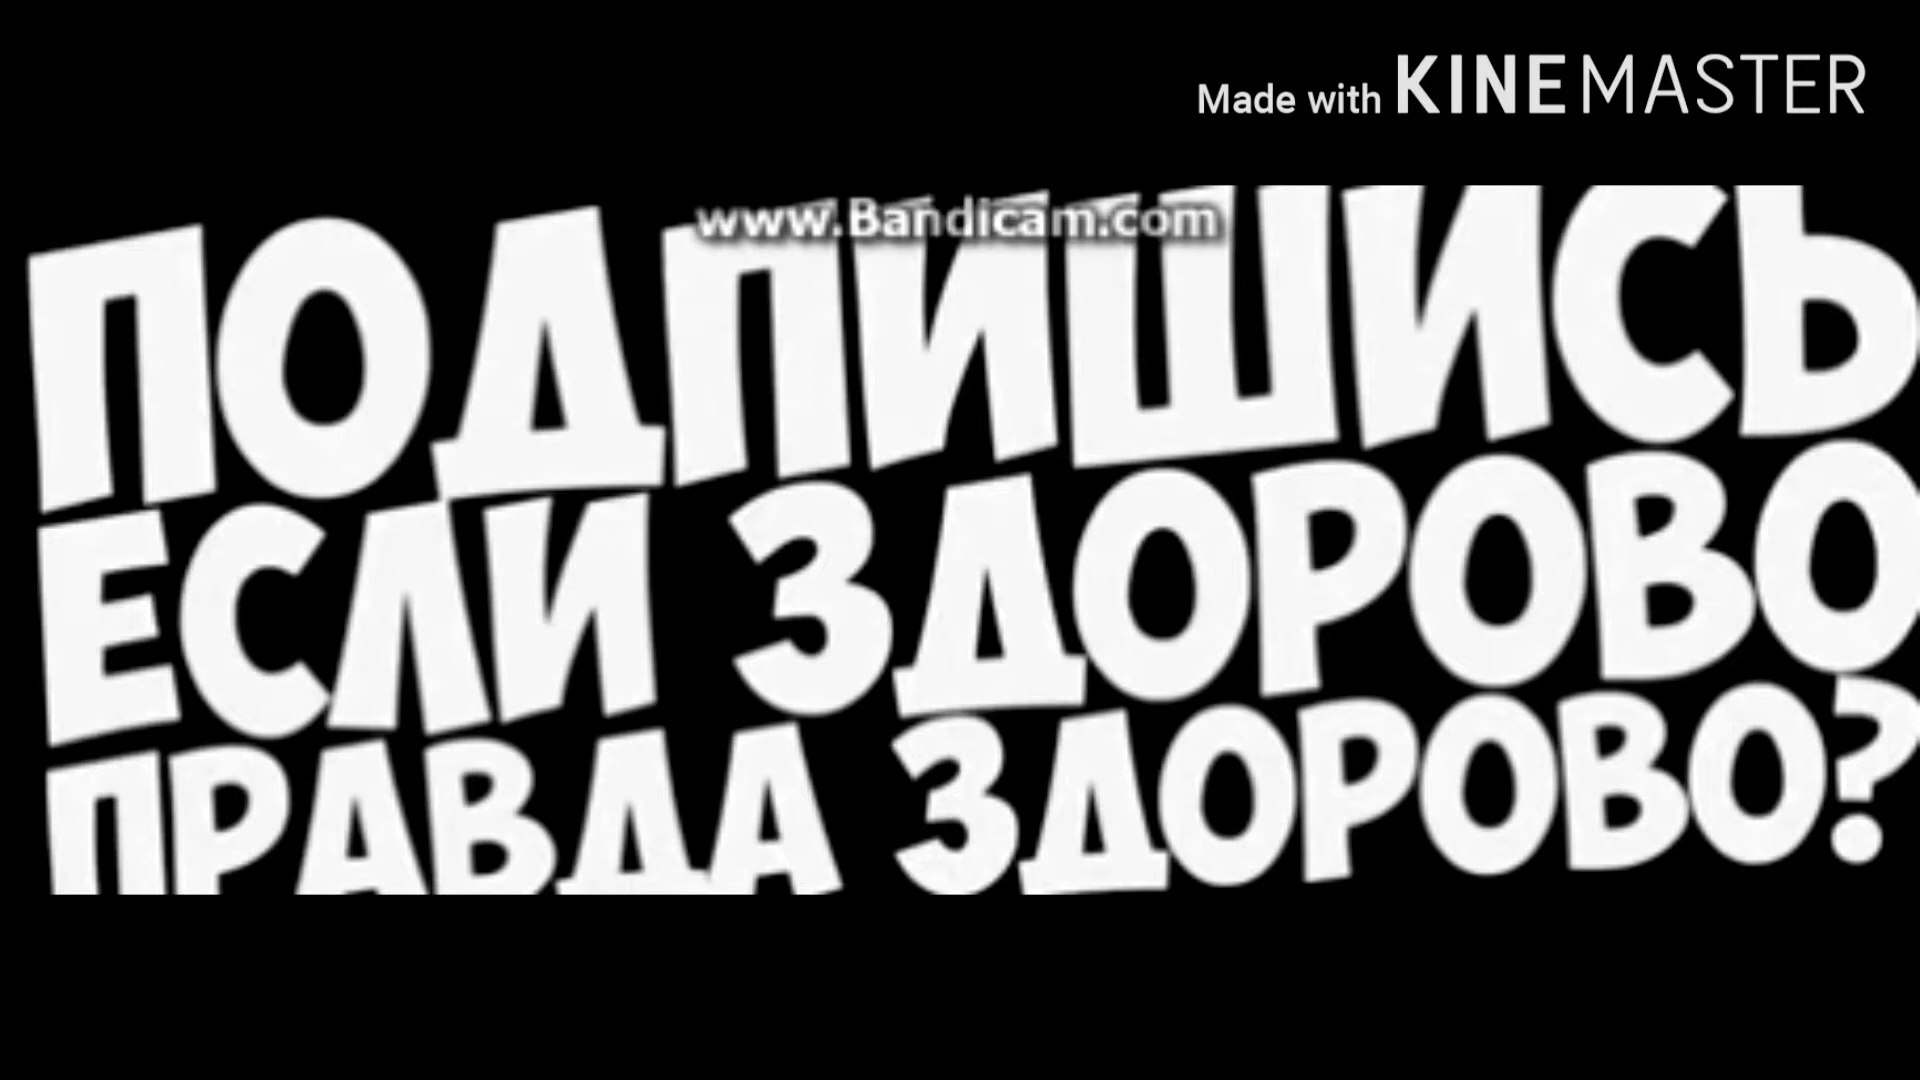 Made with KINEMASTER
www.Bandicam.com
ПОДПИШИСЬ
ЕСЛИ ЗДОРОВО
ПРАВДА ЗДОРОВО?